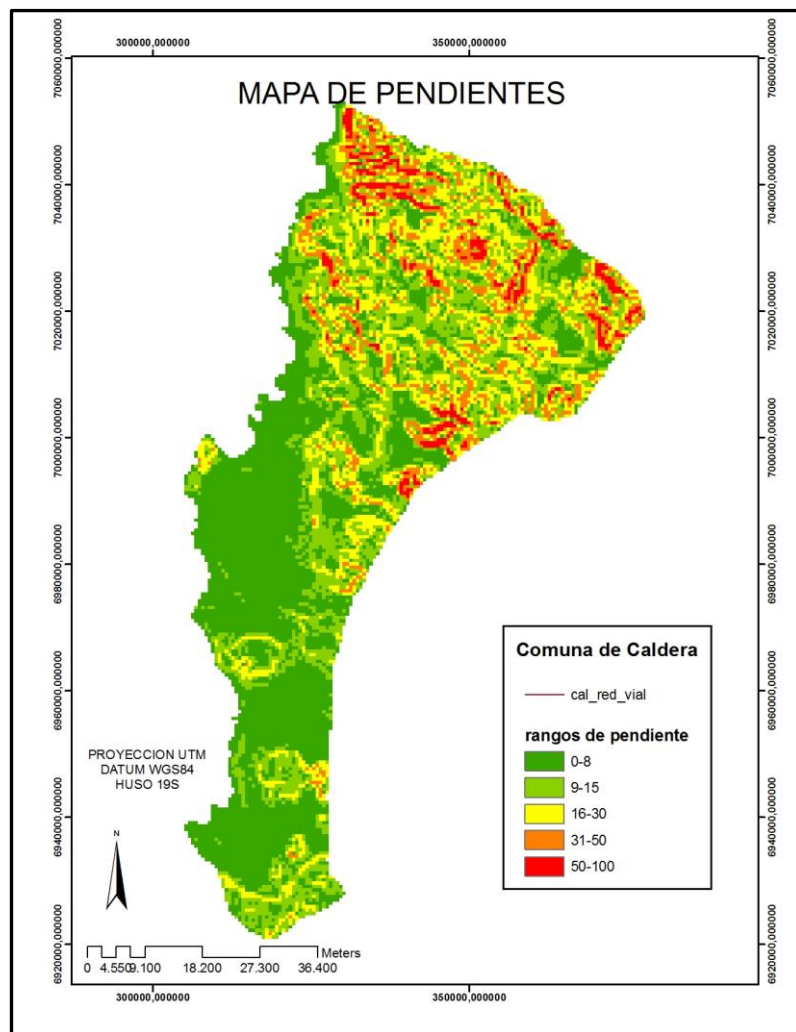 300000,000000
350000,000000
MAPA DE PENDIENTES
7060000,000000
7060000,000000
7040000,000000
7040000,000000
7020000,000000
7020000,000000
7000000,000000
7000000,000000
6980000,000000
6980000,000000
6960000,000000
6960000,000000
6940000,000000
6940000,000000
6920000,000000
6920000,000000
Comuna de Caldera
cal_red_vial
rangos de pendiente
0-8
9-15
16-30
31-50
50-100
PROYECCION UTM
DATUM WGS84
HUSO 19S
N
Meters
0 4.550 9.100 18.200 27.300 36.400
300000,000000
350000,000000